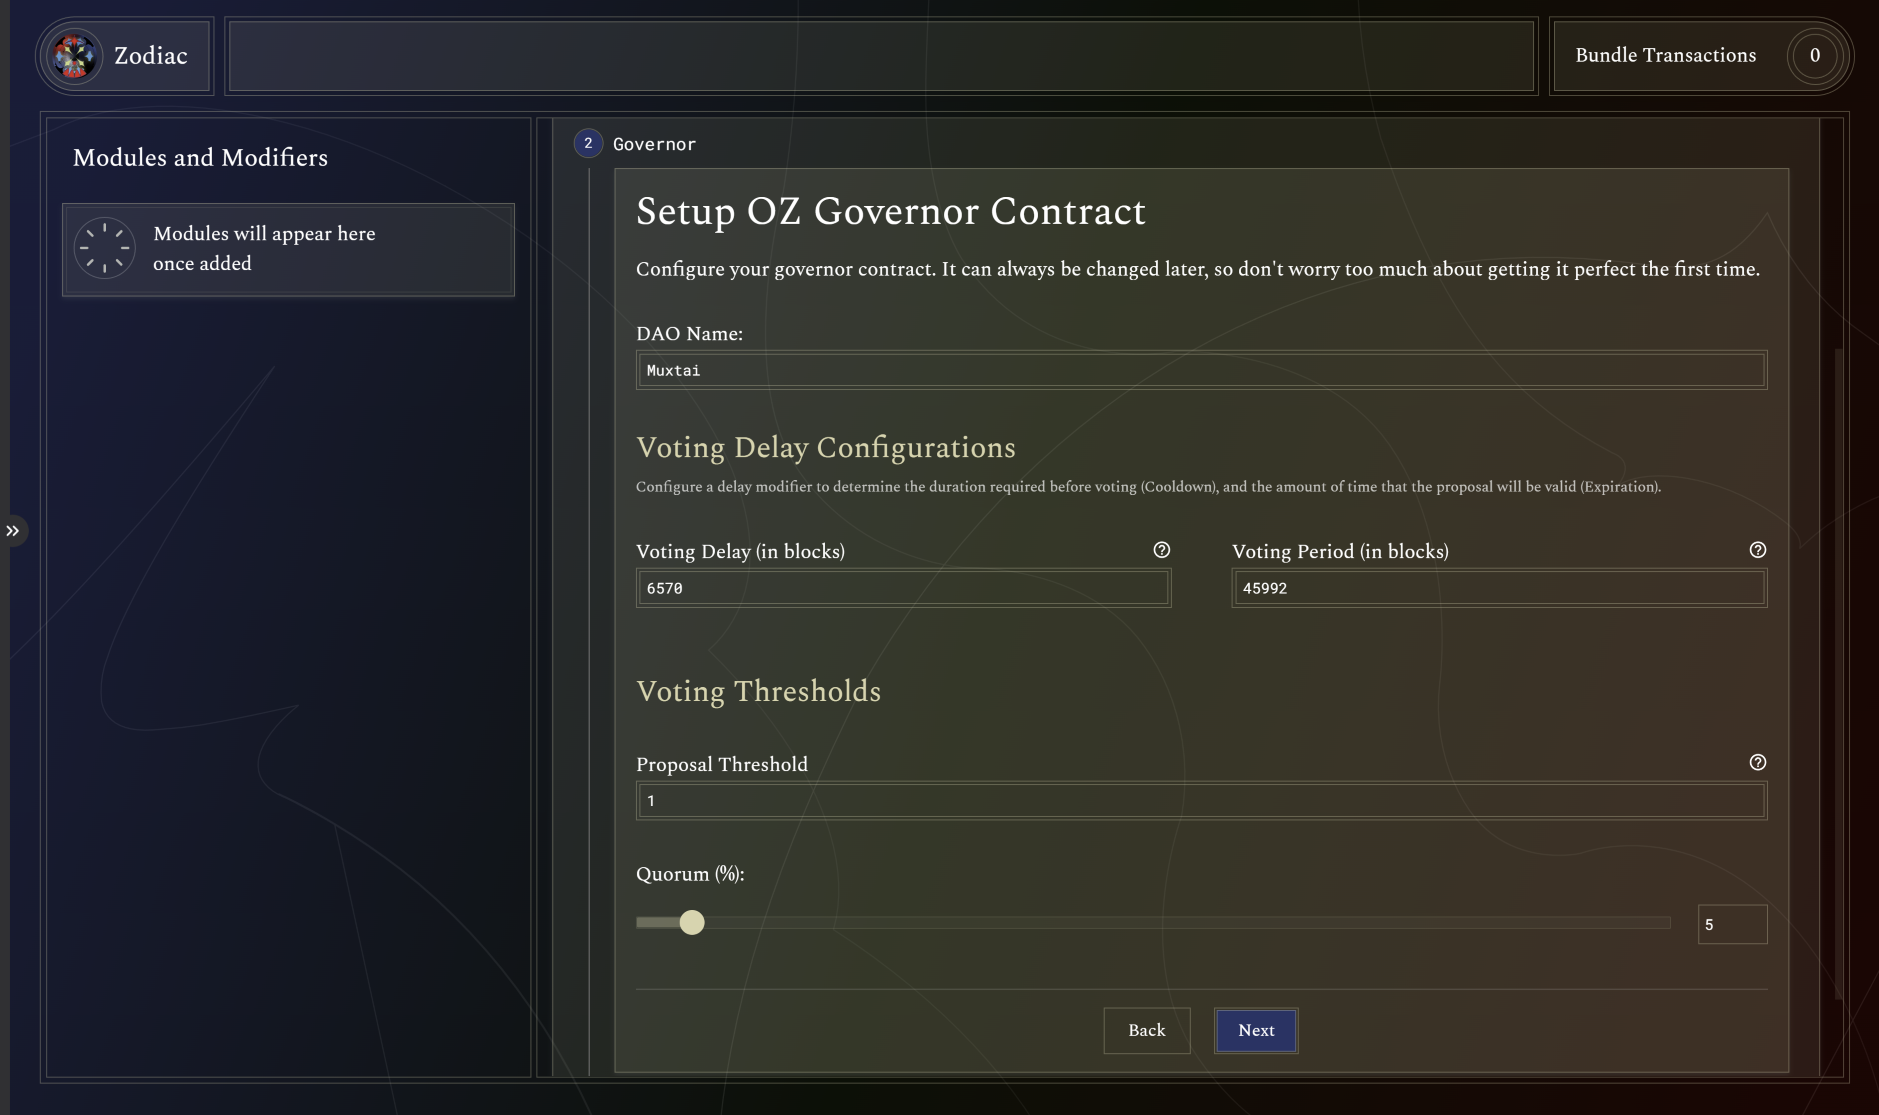 Zodiac
Bundle Transactions
0
Modules and Modifiers
Modules will appear here
once added
2
Governor
Setup OZ Governor Contract
Configure your governor contract. It can always be changed later, so don't worry too much about getting it perfect the first time.
DAO Name:
Muxtai
Voting Delay Configurations
Configure a delay modifier to determine the duration required before voting (Cooldown), and the amount of time that the proposal will be valid (Expiration).
Voting Delay (in blocks)
6570
Voting Period (in blocks)
45992
Voting Thresholds
Proposal Threshold
1
Quorum (%):
5
Back
Next